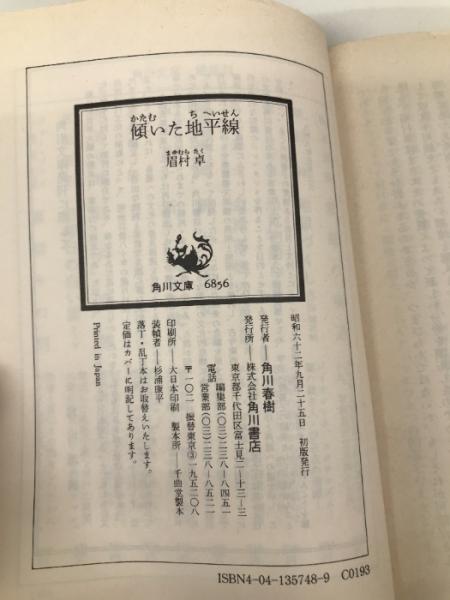 かたむ ちへいせん
傾いた地平線
まゆむら たく
眉村 卓
角川文庫 6856
昭和六十二年九月二十五日 初版発行
発行者――角川春樹
発行所――株式会社角川書店
東京都千代田区富士見二―十三―三
電話 編集部(〇三)二三八―八四五一
営業部(〇三)二三八―八五二一
〒一〇二 振替東京③一九五二〇八
印刷所――大日本印刷 製本所――千曲堂製本
装幀者――杉浦康平
落丁・乱丁本はお取替えいたします。
定価はカバーに明記してあります。
Printed in Japan
ISBN4-04-135748-9 C0193